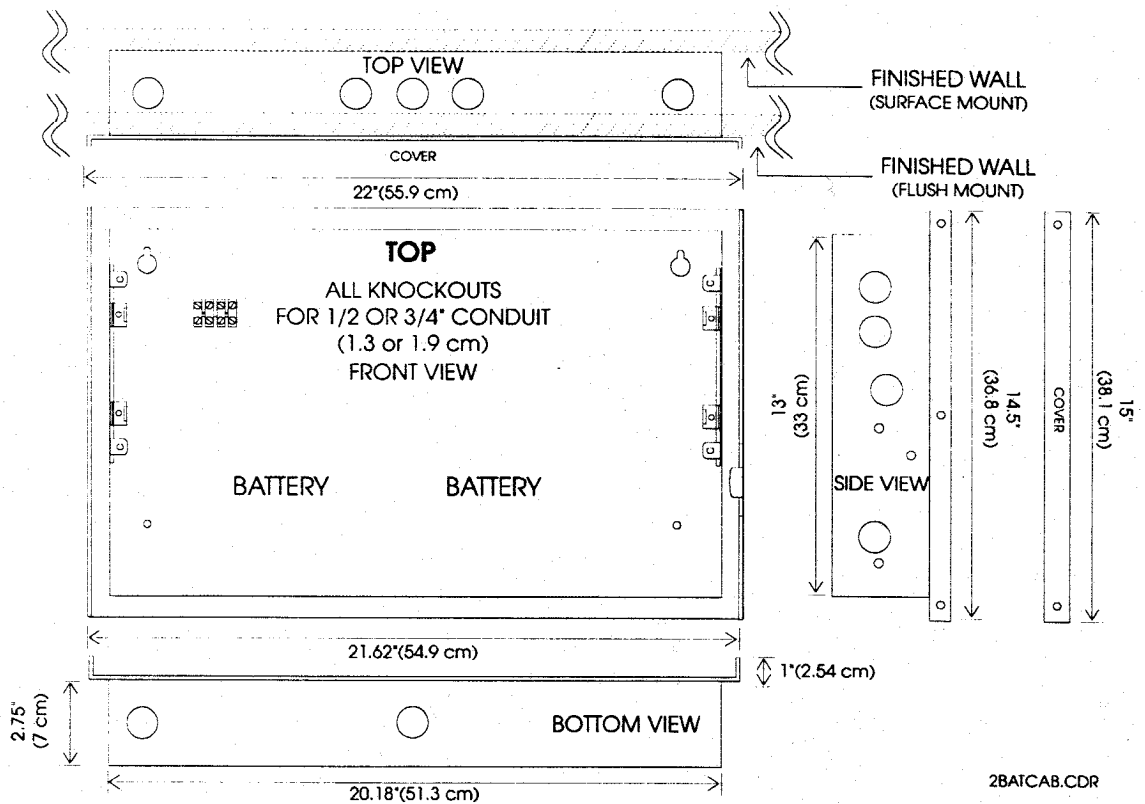 TOP VIEW
FINISHED WALL
(SURFACE MOUNT)
COVER
FINISHED WALL
(FLUSH MOUNT)
22"(55.9 cm)
TOP
ALL KNOCKOUTS
FOR 1/2 OR 3/4" CONDUIT
(1.3 or 1.9 cm)
FRONT VIEW
BATTERY
BATTERY
13"
(33 cm)
SIDE VIEW
14.5"
(36.8 cm)
COVER
15"
(38.1 cm)
21.62"(54.9 cm)
1"(2.54 cm)
2.75"
(7 cm)
BOTTOM VIEW
20.18"(51.3 cm)
2BATCAB.CDR